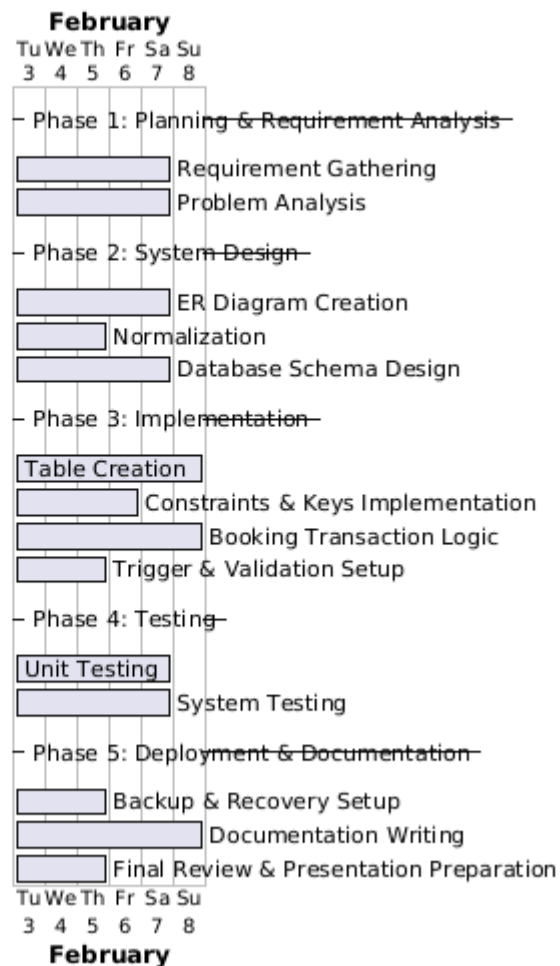 February
Tu We Th Fr Sa Su
3 4 5 6 7 8
Phase 1: Planning & Requirement Analysis
Requirement Gathering
Problem Analysis
Phase 2: System Design
ER Diagram Creation
Normalization
Database Schema Design
Phase 3: Implementation
Table Creation
Constraints & Keys Implementation
Booking Transaction Logic
Trigger & Validation Setup
Phase 4: Testing
Unit Testing
System Testing
Phase 5: Deployment & Documentation
Backup & Recovery Setup
Documentation Writing
Final Review & Presentation Preparation
Tu We Th Fr Sa Su
3 4 5 6 7 8
February